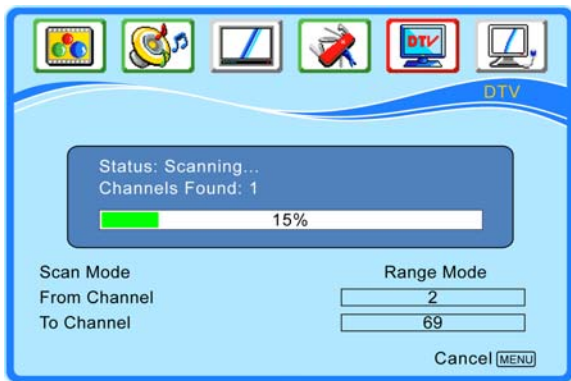 DTV
DTV
Status: Scanning...
Channels Found: 1
15%
Scan Mode Range Mode
From Channel 2
To Channel 69
Cancel MENU